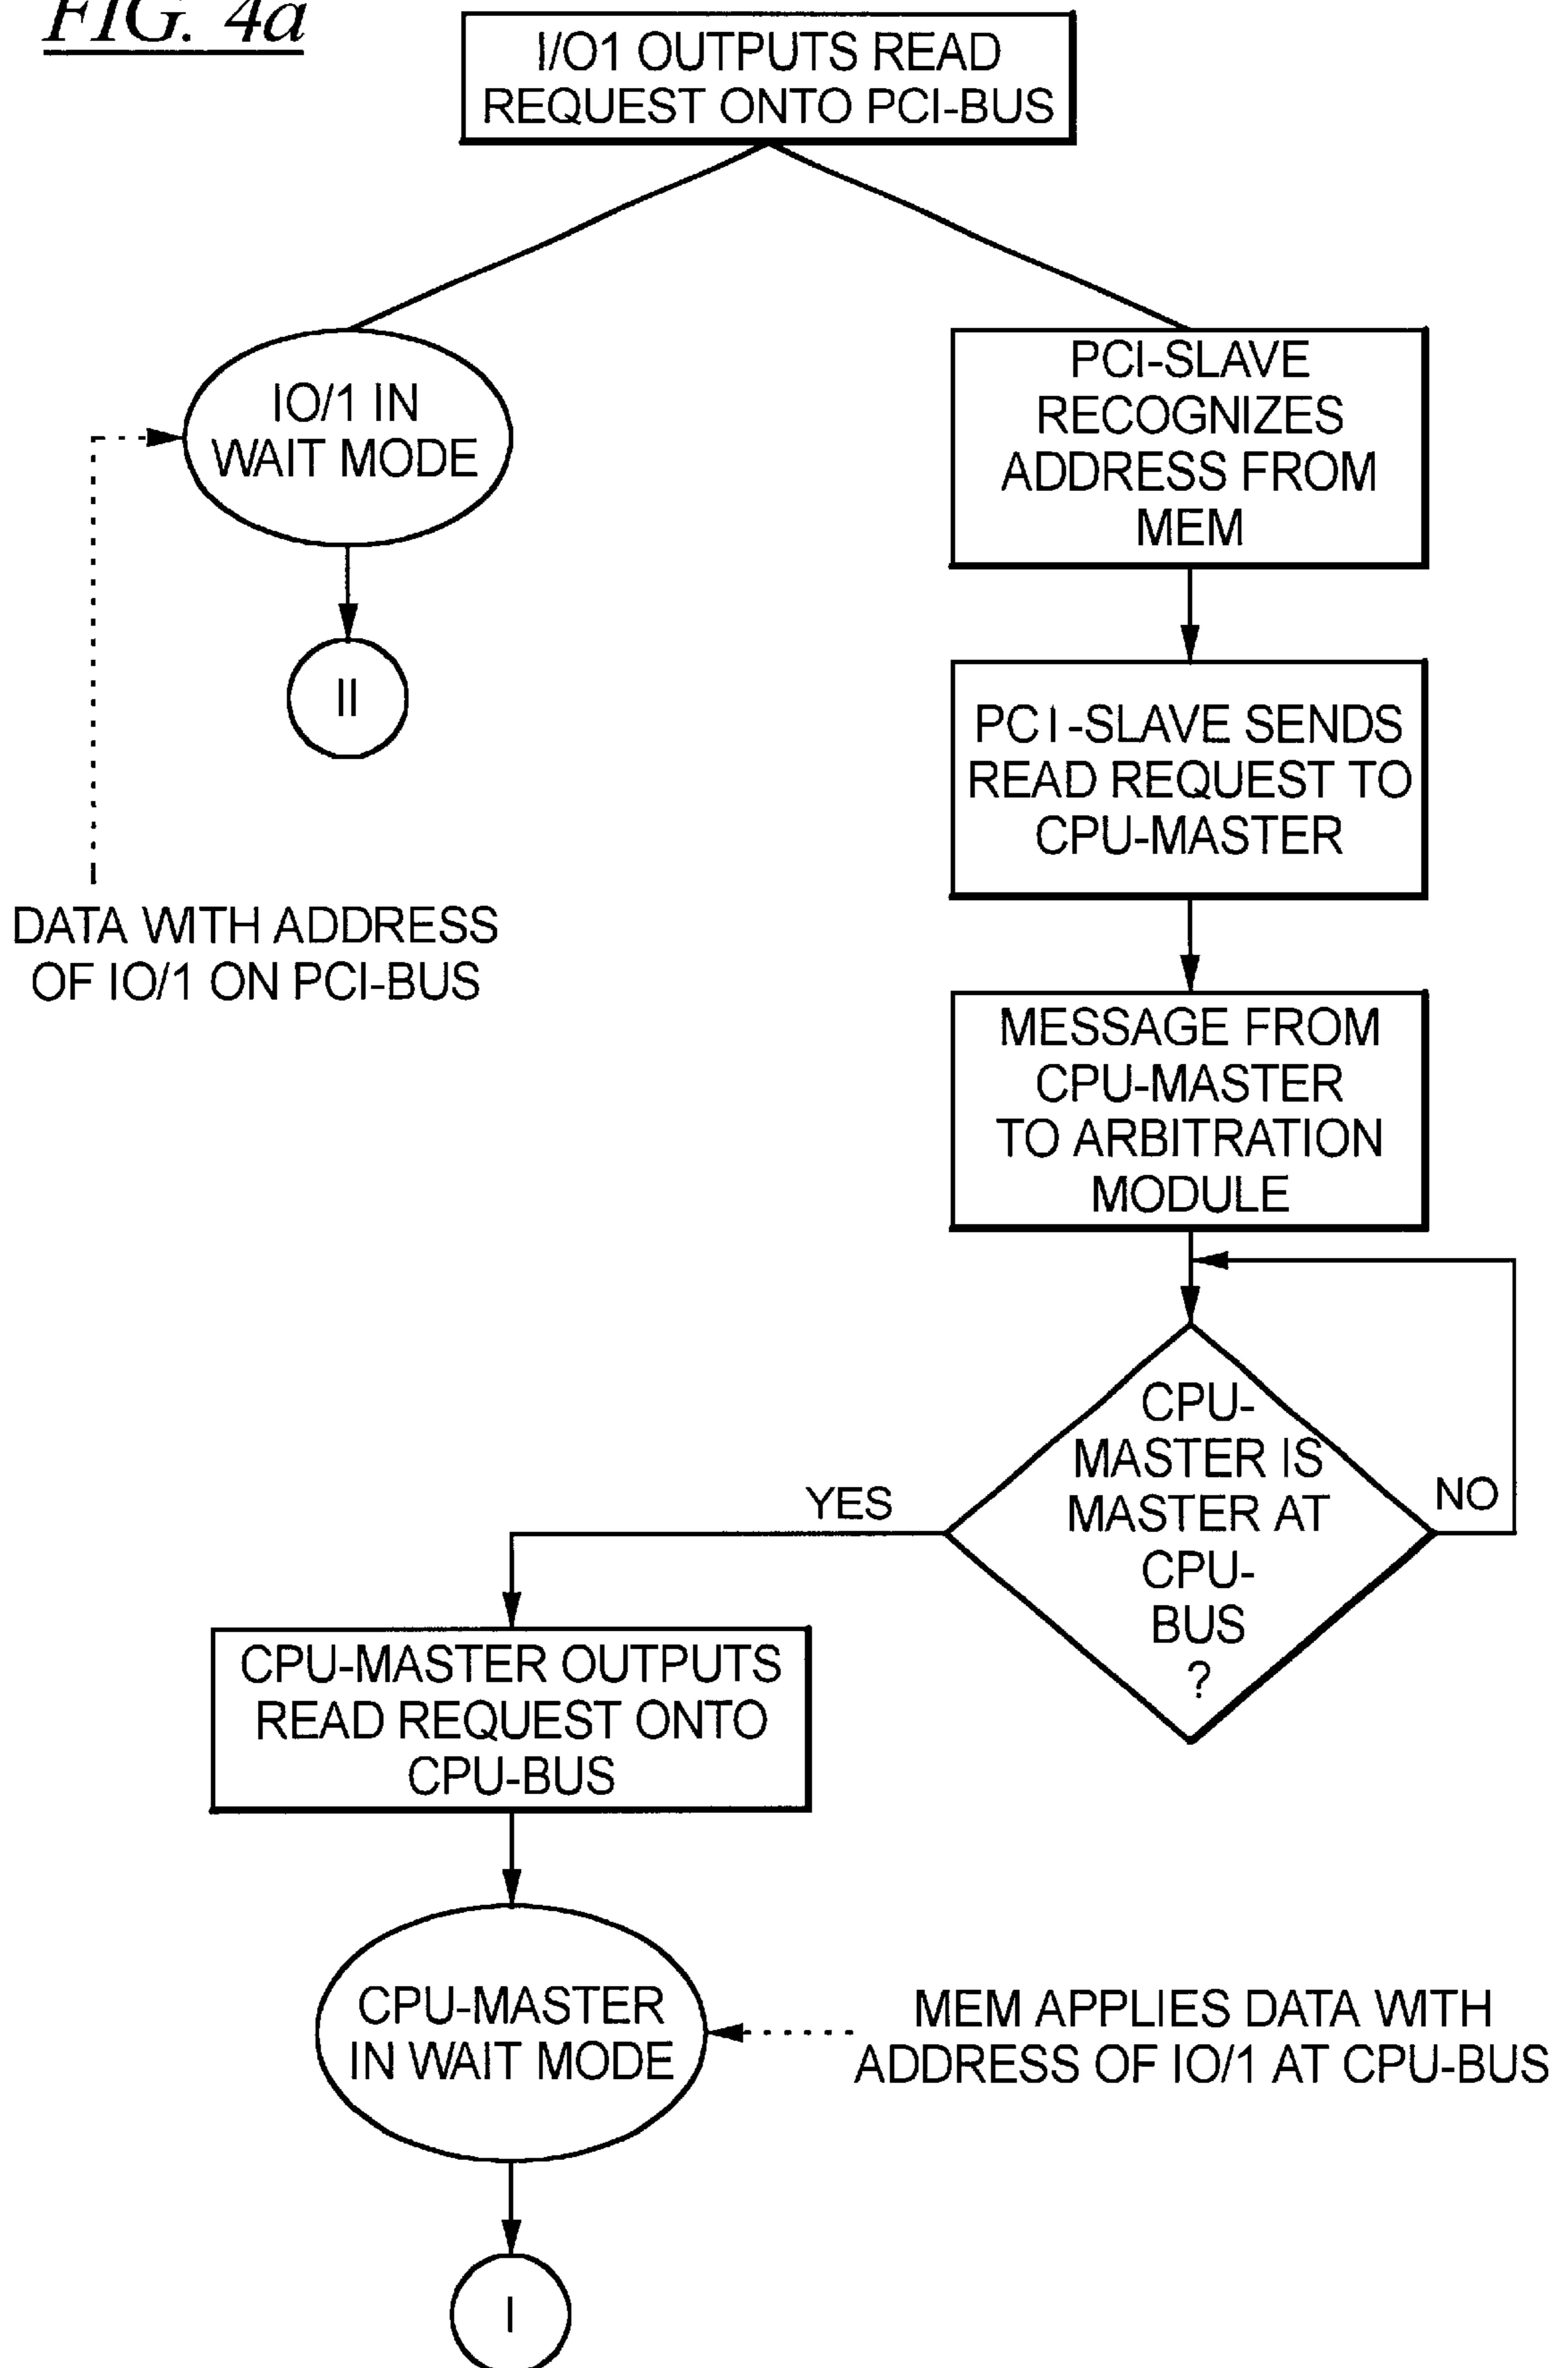 FIG. 4a
I/O1 OUTPUTS READ
REQUEST ONTO PCI-BUS
IO/1 IN
WAIT MODE
II
DATA WITH ADDRESS
OF IO/1 ON PCI-BUS
PCI-SLAVE
RECOGNIZES
ADDRESS FROM
MEM
PCI-SLAVE SENDS
READ REQUEST TO
CPU-MASTER
MESSAGE FROM
CPU-MASTER
TO ARBITRATION
MODULE
CPU-
MASTER IS
MASTER AT
CPU-
BUS
?
NO
YES
CPU-MASTER OUTPUTS
READ REQUEST ONTO
CPU-BUS
CPU-MASTER
IN WAIT MODE
MEM APPLIES DATA WITH
ADDRESS OF IO/1 AT CPU-BUS
I